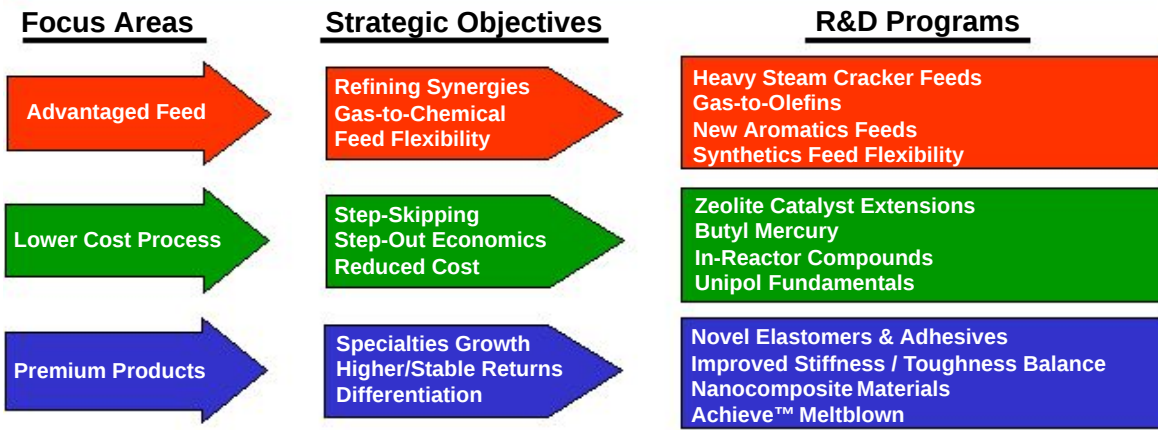 Focus Areas
Strategic Objectives
R&D Programs
Advantaged Feed
Refining Synergies
Gas-to-Chemical
Feed Flexibility
Heavy Steam Cracker Feeds
Gas-to-Olefins
New Aromatics Feeds
Synthetics Feed Flexibility
Lower Cost Process
Step-Skipping
Step-Out Economics
Reduced Cost
Zeolite Catalyst Extensions
Butyl Mercury
In-Reactor Compounds
Unipol Fundamentals
Premium Products
Specialties Growth
Higher/Stable Returns
Differentiation
Novel Elastomers & Adhesives
Improved Stiffness / Toughness Balance
Nanocomposite Materials
Achieve™ Meltblown